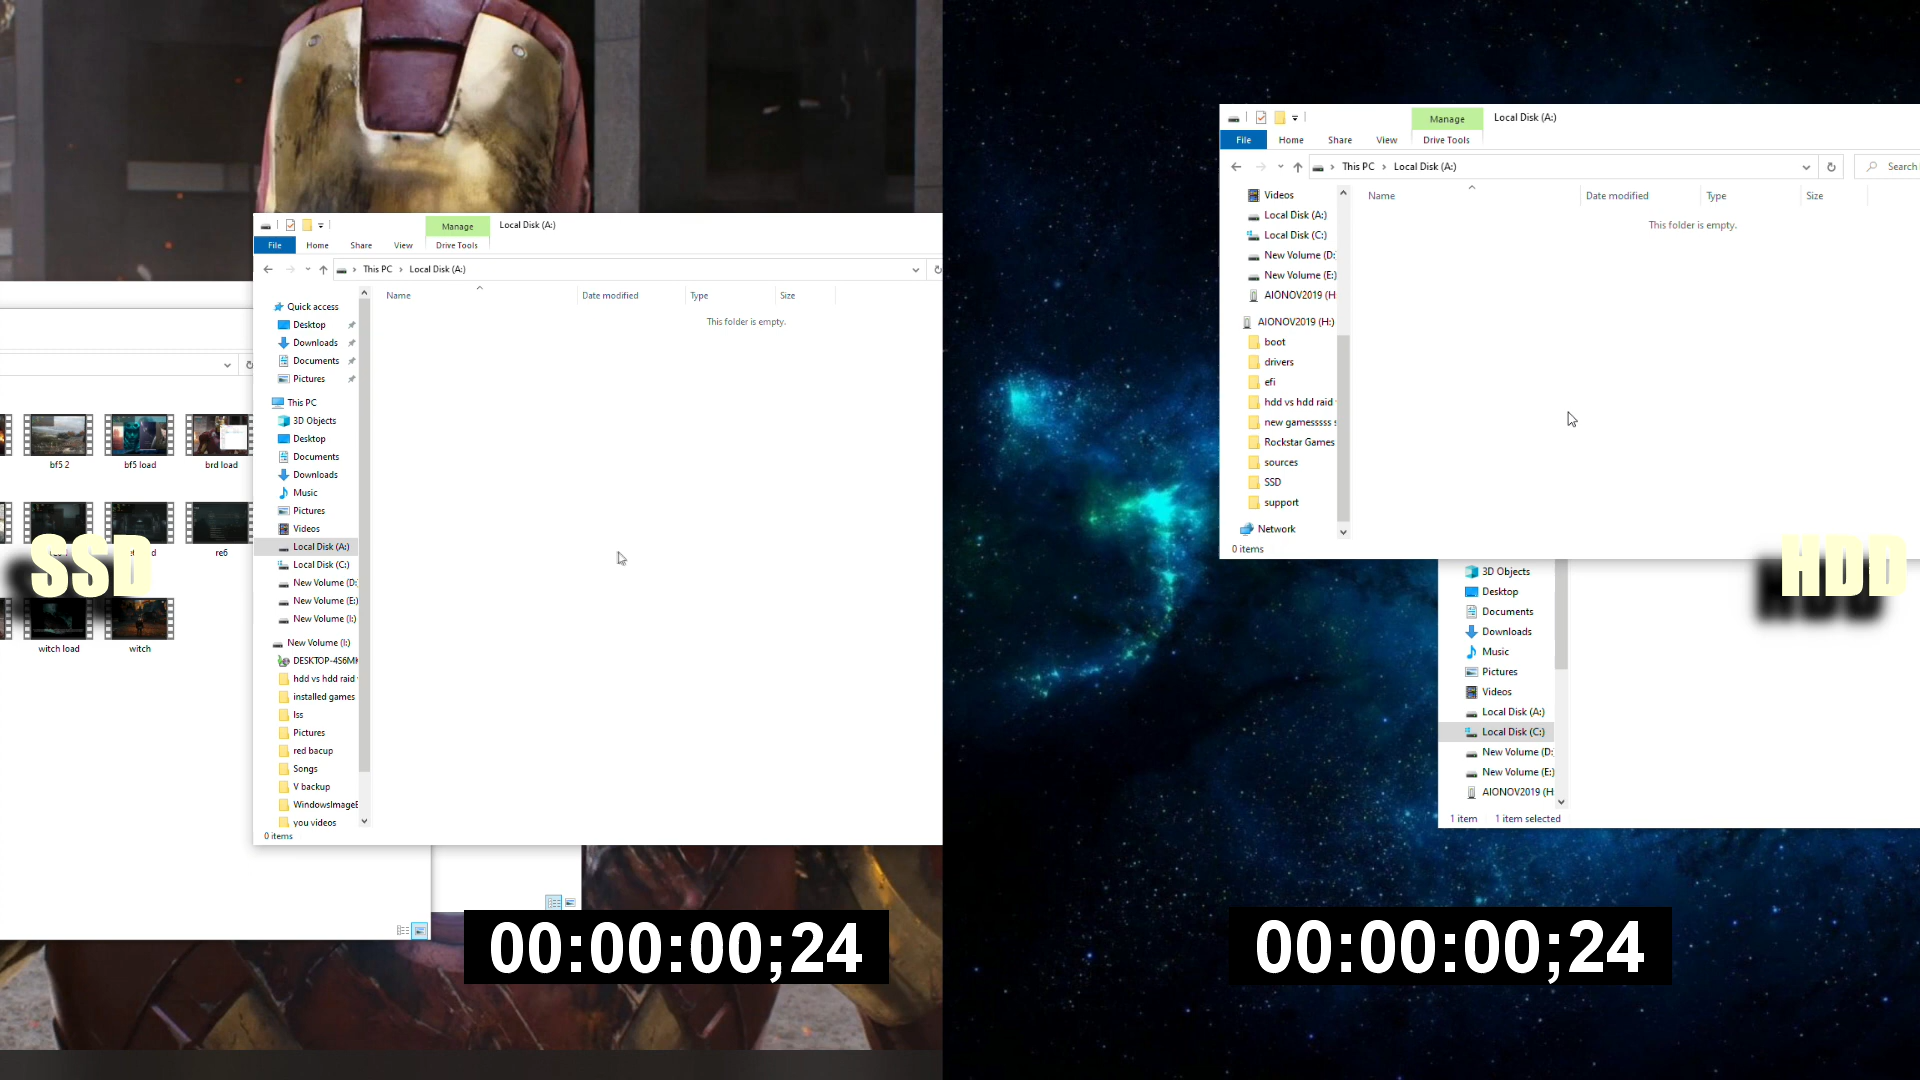 Manage
Local Disk (A:)
File
Home
Share
View
Drive Tools
This PC
Local Disk (A:)
Name
Date modified
Type
Size
This folder is empty.
Quick access
Desktop
Downloads
Documents
Pictures
This PC
3D Objects
Desktop
Documents
Downloads
Music
Pictures
Videos
Local Disk (A:)
Local Disk (C:)
New Volume (D:
New Volume (E:)
New Volume (I:)
New Volume (I:)
DESKTOP-4S6MK
hdd vs hdd raid
installed games
lss
Pictures
red bacup
Songs
V backup
WindowsImageB
you videos
0 items
bf5 2
bf5 load
brd load
re6
witch load
witch
SSD
00:00:00;24
Manage
Local Disk (A:)
File
Home
Share
View
Drive Tools
This PC
Local Disk (A:)
Search
Name
Date modified
Type
Size
This folder is empty.
Videos
Local Disk (A:)
Local Disk (C:)
New Volume (D:
New Volume (E:)
AIONOV2019 (H
AIONOV2019 (H:)
boot
drivers
efi
hdd vs hdd raid
new gamesssss s
Rockstar Games
sources
SSD
support
Network
0 items
HDD
3D Objects
Desktop
Documents
Downloads
Music
Pictures
Videos
Local Disk (A:)
Local Disk (C:)
New Volume (D:
New Volume (E:)
AIONOV2019 (H
1 item
1 item selected
00:00:00;24